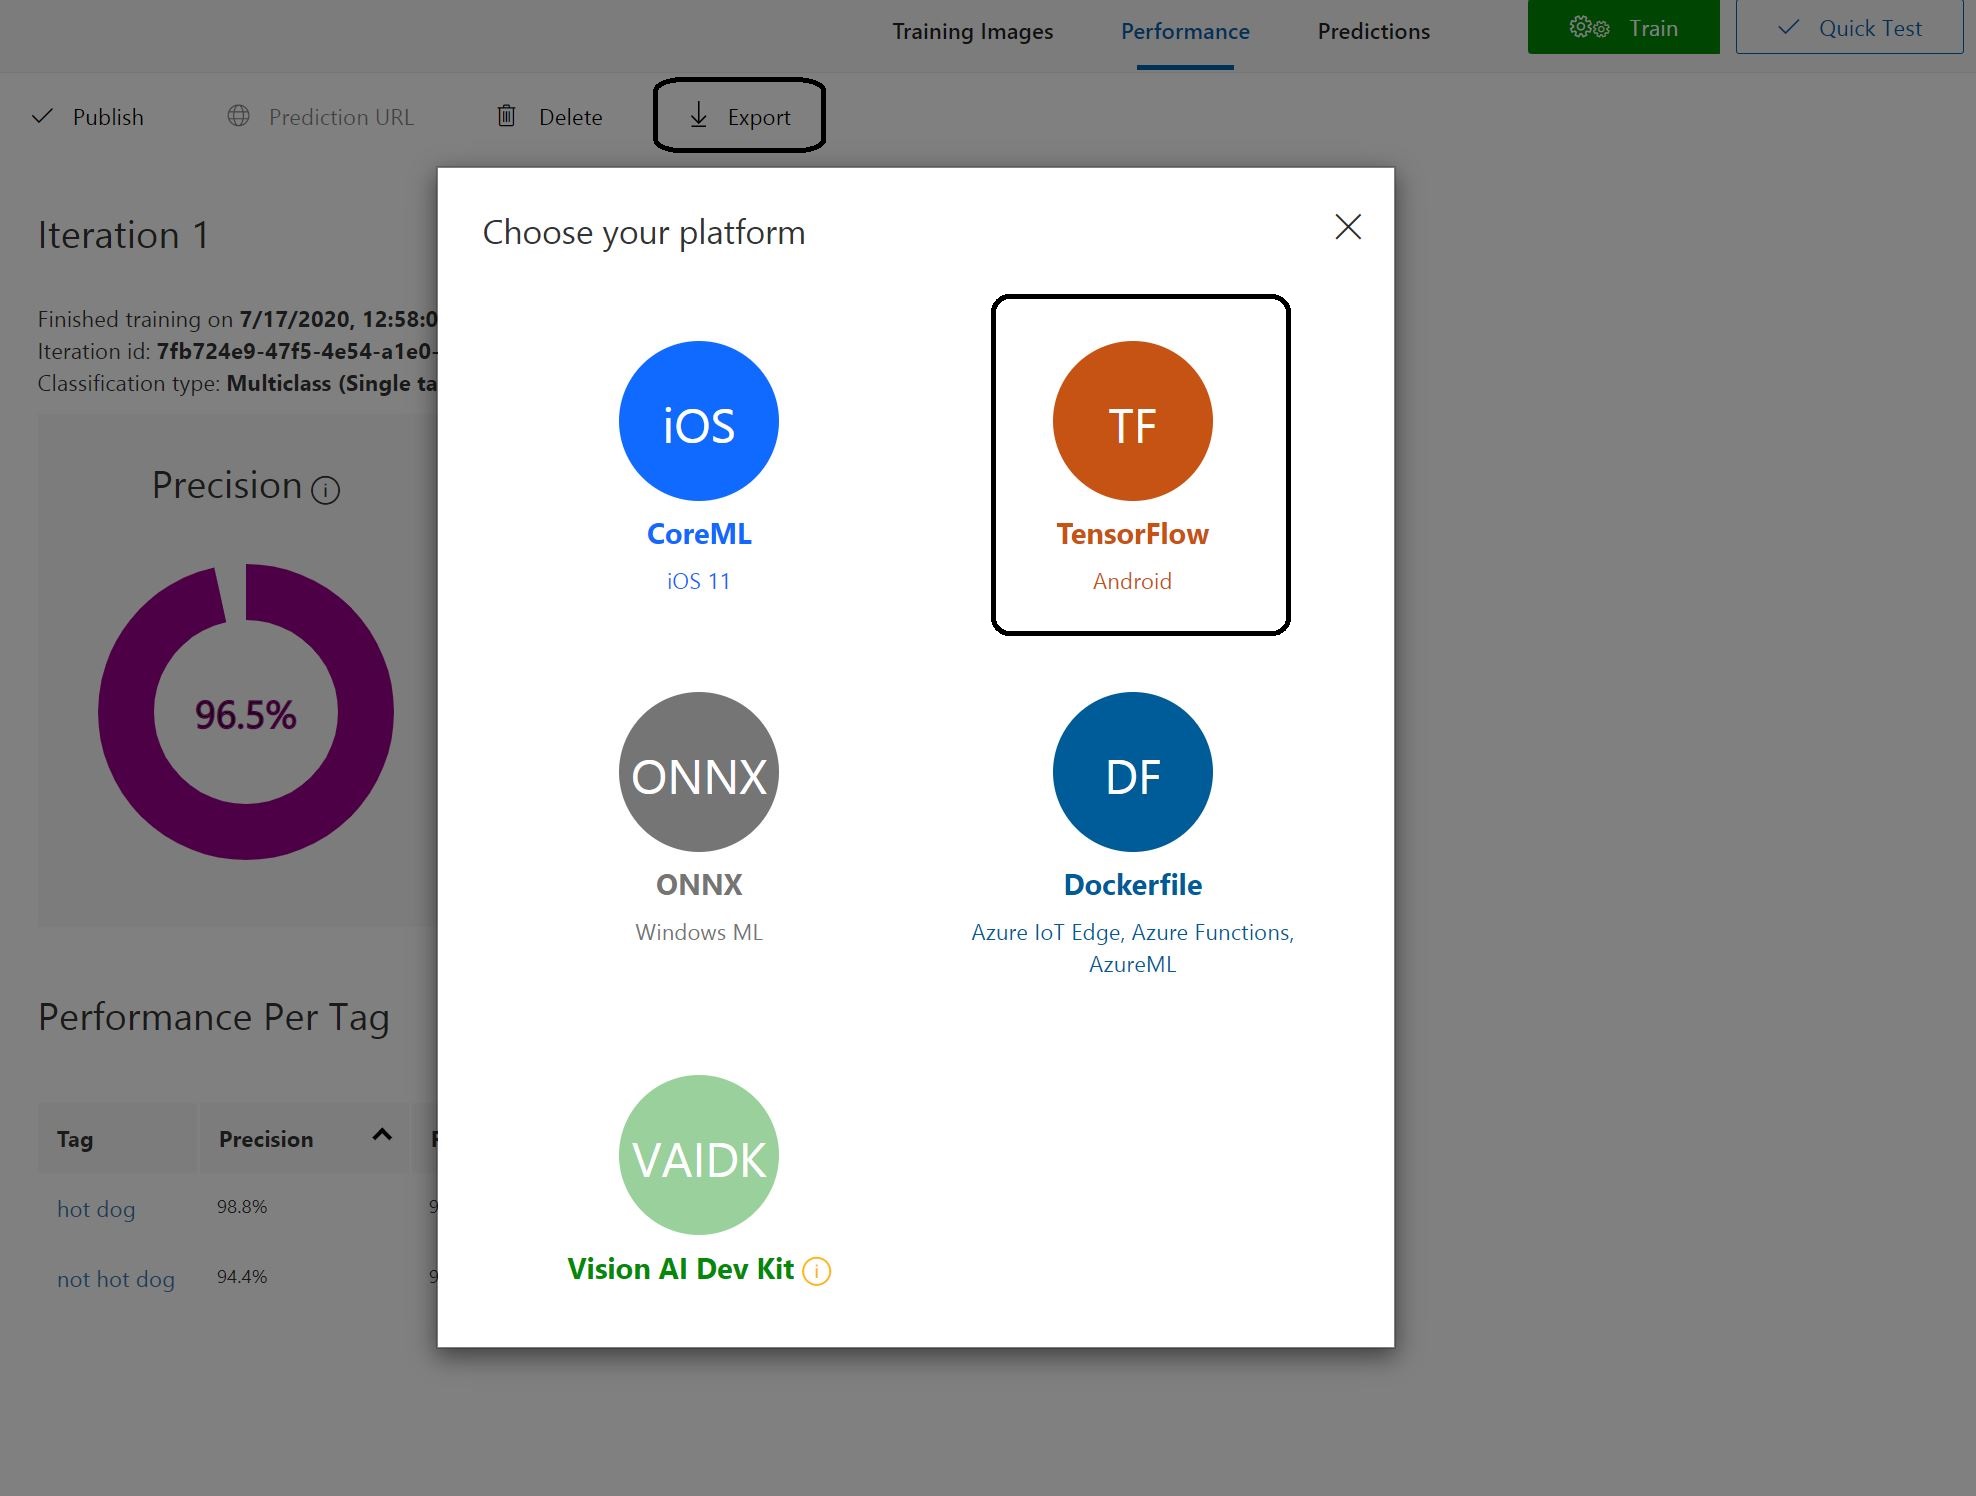 Training Images
Performance
Predictions
Train
Quick Test
Publish
Prediction URL
Delete
Export
Choose your platform
Iteration 1
Finished training on 7/17/2020, 12:58:0
Iteration id: 7fb724e9-47f5-4e54-a1e0-
Classification type: Multiclass (Single ta
Precision
96.5%
iOS
CoreML
iOS 11
TF
TensorFlow
Android
ONNX
ONNX
Windows ML
DF
Dockerfile
Azure IoT Edge, Azure Functions,
AzureML
VAIDK
Vision AI Dev Kit
Performance Per Tag
Tag
Precision
hot dog
98.8%
9
not hot dog
94.4%
9